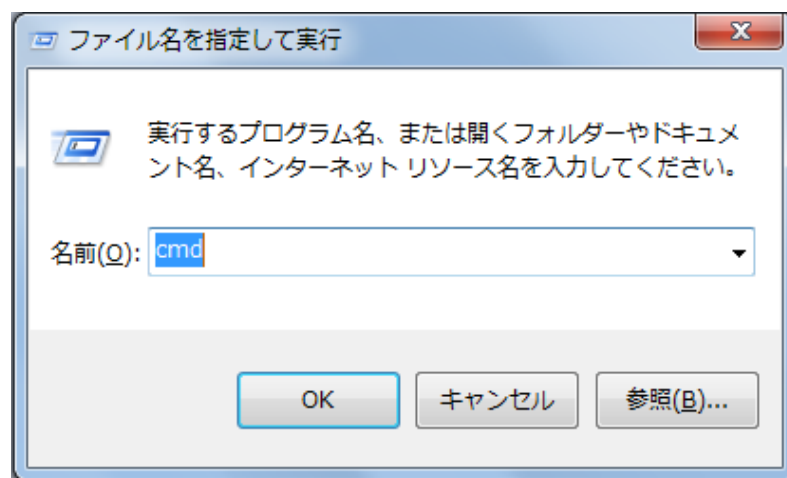 ファイル名を指定して実行
実行するプログラム名、または開くフォルダーやドキュメ
ント名、インターネット リソース名を入力してください。
名前(O): cmd
OK キャンセル 参照(B)...